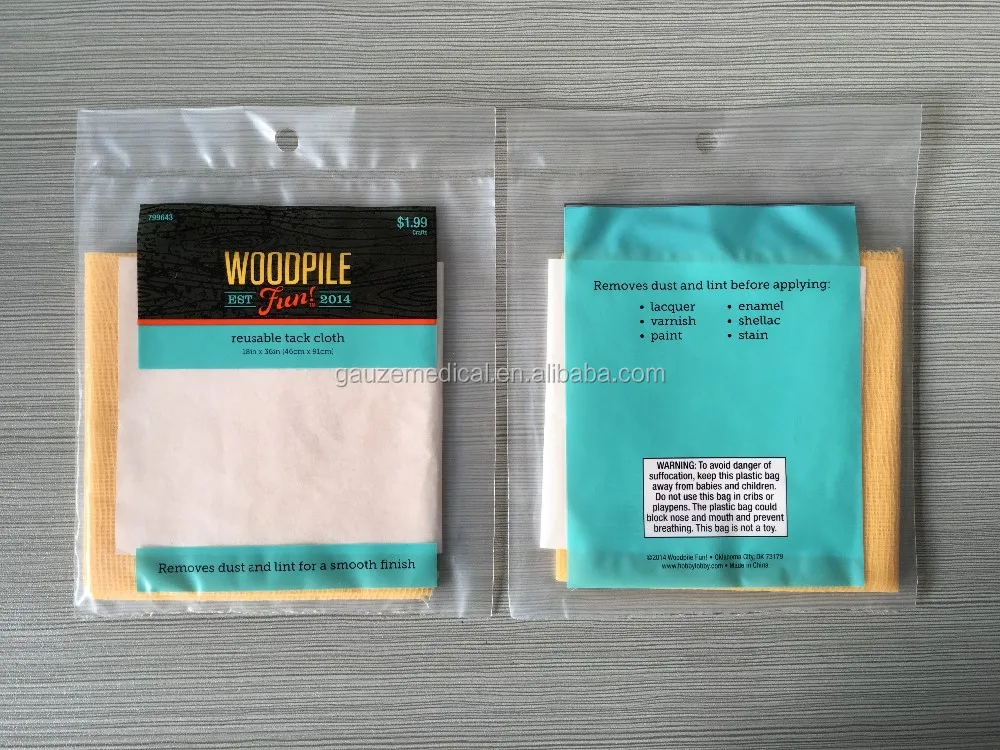 799643
$1.99
Crafts
WOODPILE
EST Fun!™ 2014
reusable tack cloth
18in x 36in (46cm x 91cm)
Removes dust and lint for a smooth finish
Removes dust and lint before applying:
• lacquer • enamel
• varnish • shellac
• paint • stain
WARNING: To avoid danger of
suffocation, keep this plastic bag
away from babies and children.
Do not use this bag in cribs or
playpens. The plastic bag could
block nose and mouth and prevent
breathing. This bag is not a toy.
©2014 Woodpile Fun! • Oklahoma City, OK 73179
www.hobbylobby.com • Made in China
gauzemedical.en.alibaba.com